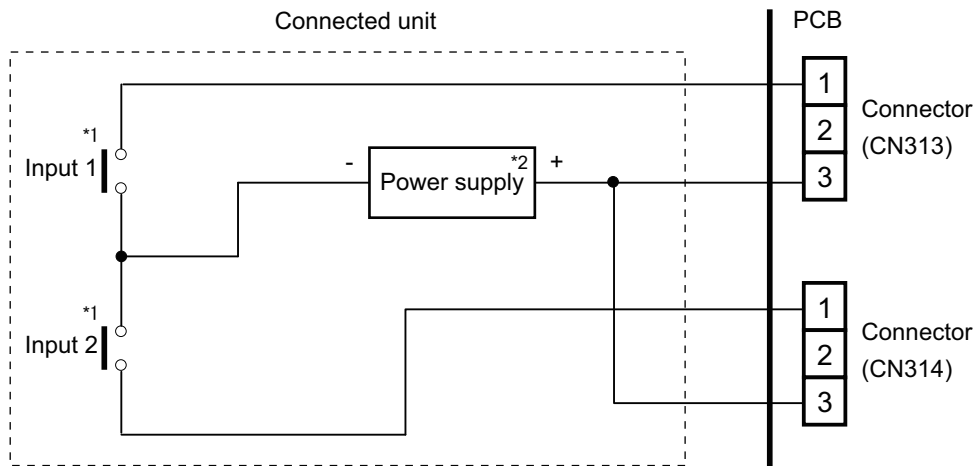 Connected unit
PCB
1
2
3
Connector
(CN313)
*1
Input 1
-
*2
Power supply
+
*1
Input 2
1
2
3
Connector
(CN314)